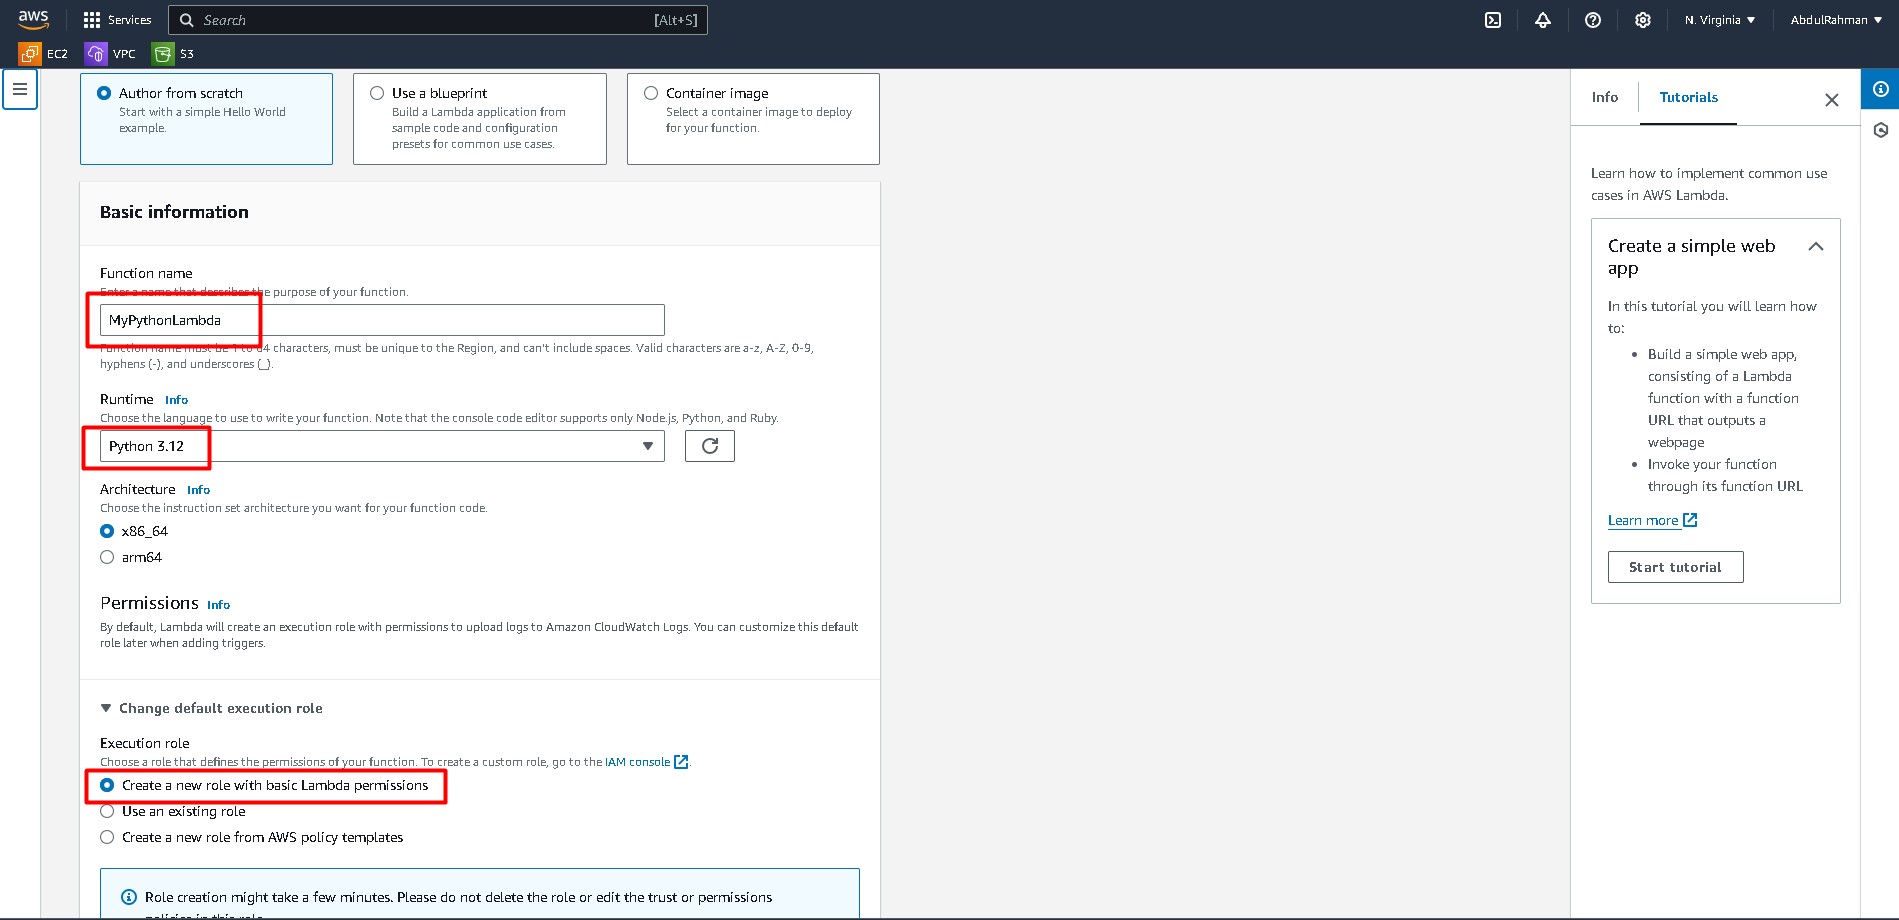 aws
Services
Search
[Alt+S]
N. Virginia
AbdulRahman
EC2
VPC
S3
Author from scratch
Start with a simple Hello World
example.
Use a blueprint
Build a Lambda application from
sample code and configuration
presets for common use cases.
Container image
Select a container image to deploy
for your function.
Basic information
Function name
Enter a name that describes the purpose of your function.
MyPythonLambda
Function name must be 1 to 64 characters, must be unique to the Region, and can't include spaces. Valid characters are a-z, A-Z, 0-9,
hyphens (-), and underscores (_).
Runtime Info
Choose the language to use to write your function. Note that the console code editor supports only Node.js, Python, and Ruby.
Python 3.12
Architecture Info
Choose the instruction set architecture you want for your function code.
x86_64
arm64
Permissions Info
By default, Lambda will create an execution role with permissions to upload logs to Amazon CloudWatch Logs. You can customize this default
role later when adding triggers.
Change default execution role
Execution role
Choose a role that defines the permissions of your function. To create a custom role, go to the IAM console.
Create a new role with basic Lambda permissions
Use an existing role
Create a new role from AWS policy templates
Role creation might take a few minutes. Please do not delete the role or edit the trust or permissions
policies in this role.
Info
Tutorials
Learn how to implement common use
cases in AWS Lambda.
Create a simple web
app
In this tutorial you will learn how
to:
• Build a simple web app,
consisting of a Lambda
function with a function
URL that outputs a
webpage
• Invoke your function
through its function URL
Learn more
Start tutorial